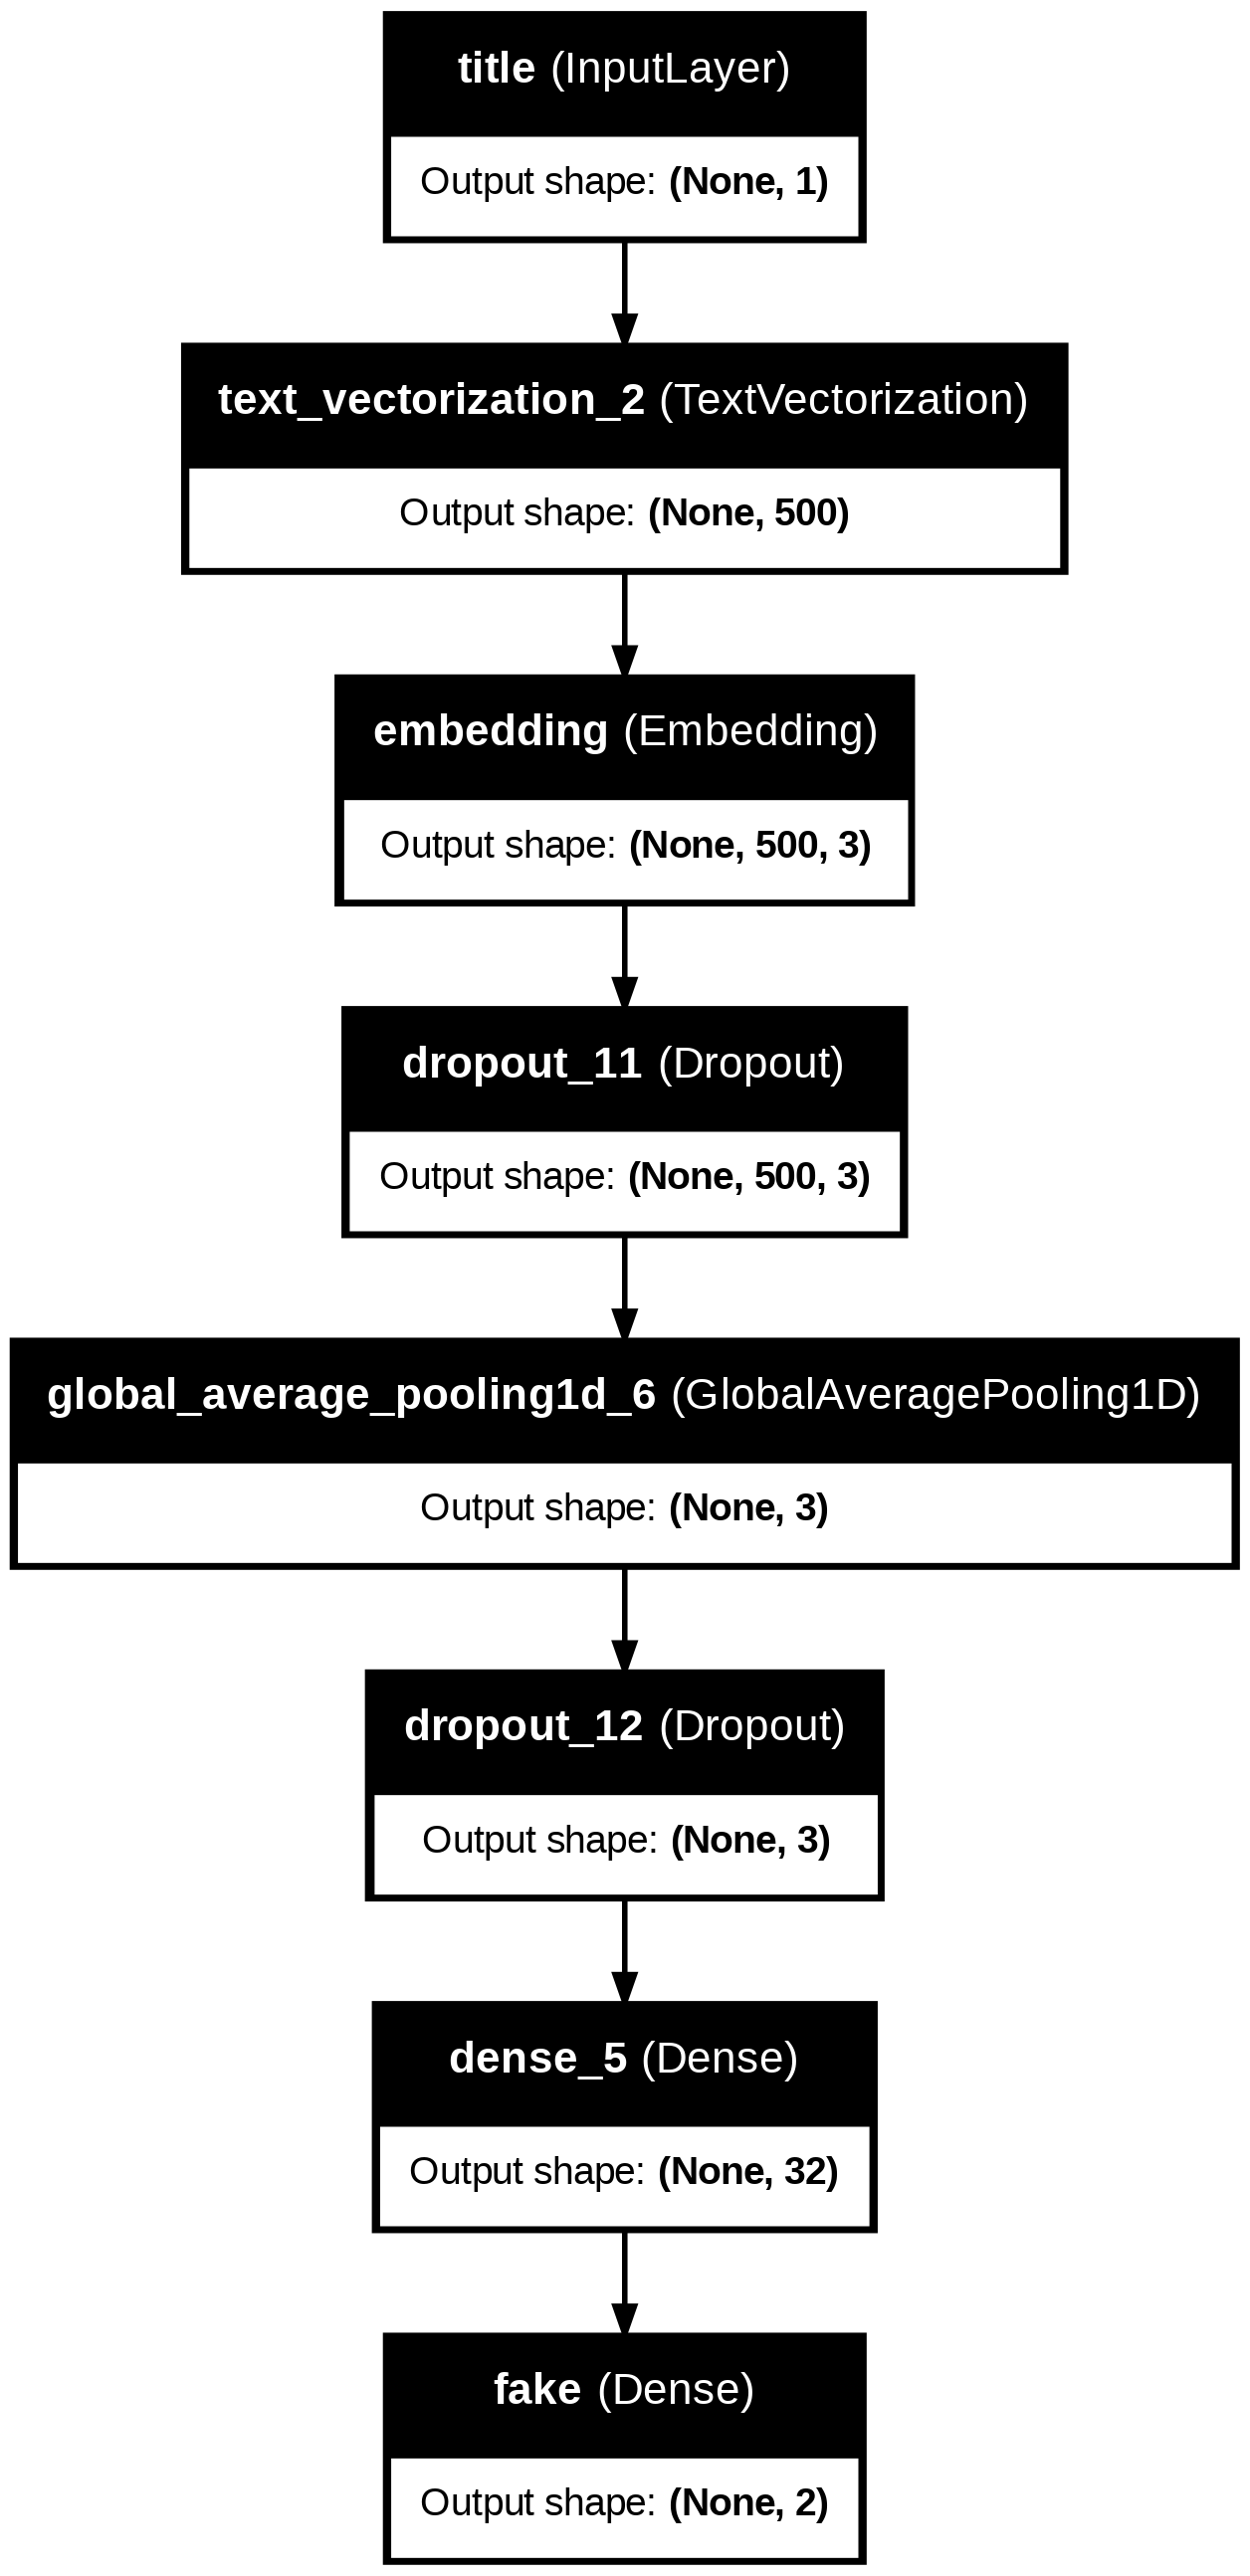 title (InputLayer)
Output shape: (None, 1)
text_vectorization_2 (TextVectorization)
Output shape: (None, 500)
embedding (Embedding)
Output shape: (None, 500, 3)
dropout_11 (Dropout)
Output shape: (None, 500, 3)
global_average_pooling1d_6 (GlobalAveragePooling1D)
Output shape: (None, 3)
dropout_12 (Dropout)
Output shape: (None, 3)
dense_5 (Dense)
Output shape: (None, 32)
fake (Dense)
Output shape: (None, 2)